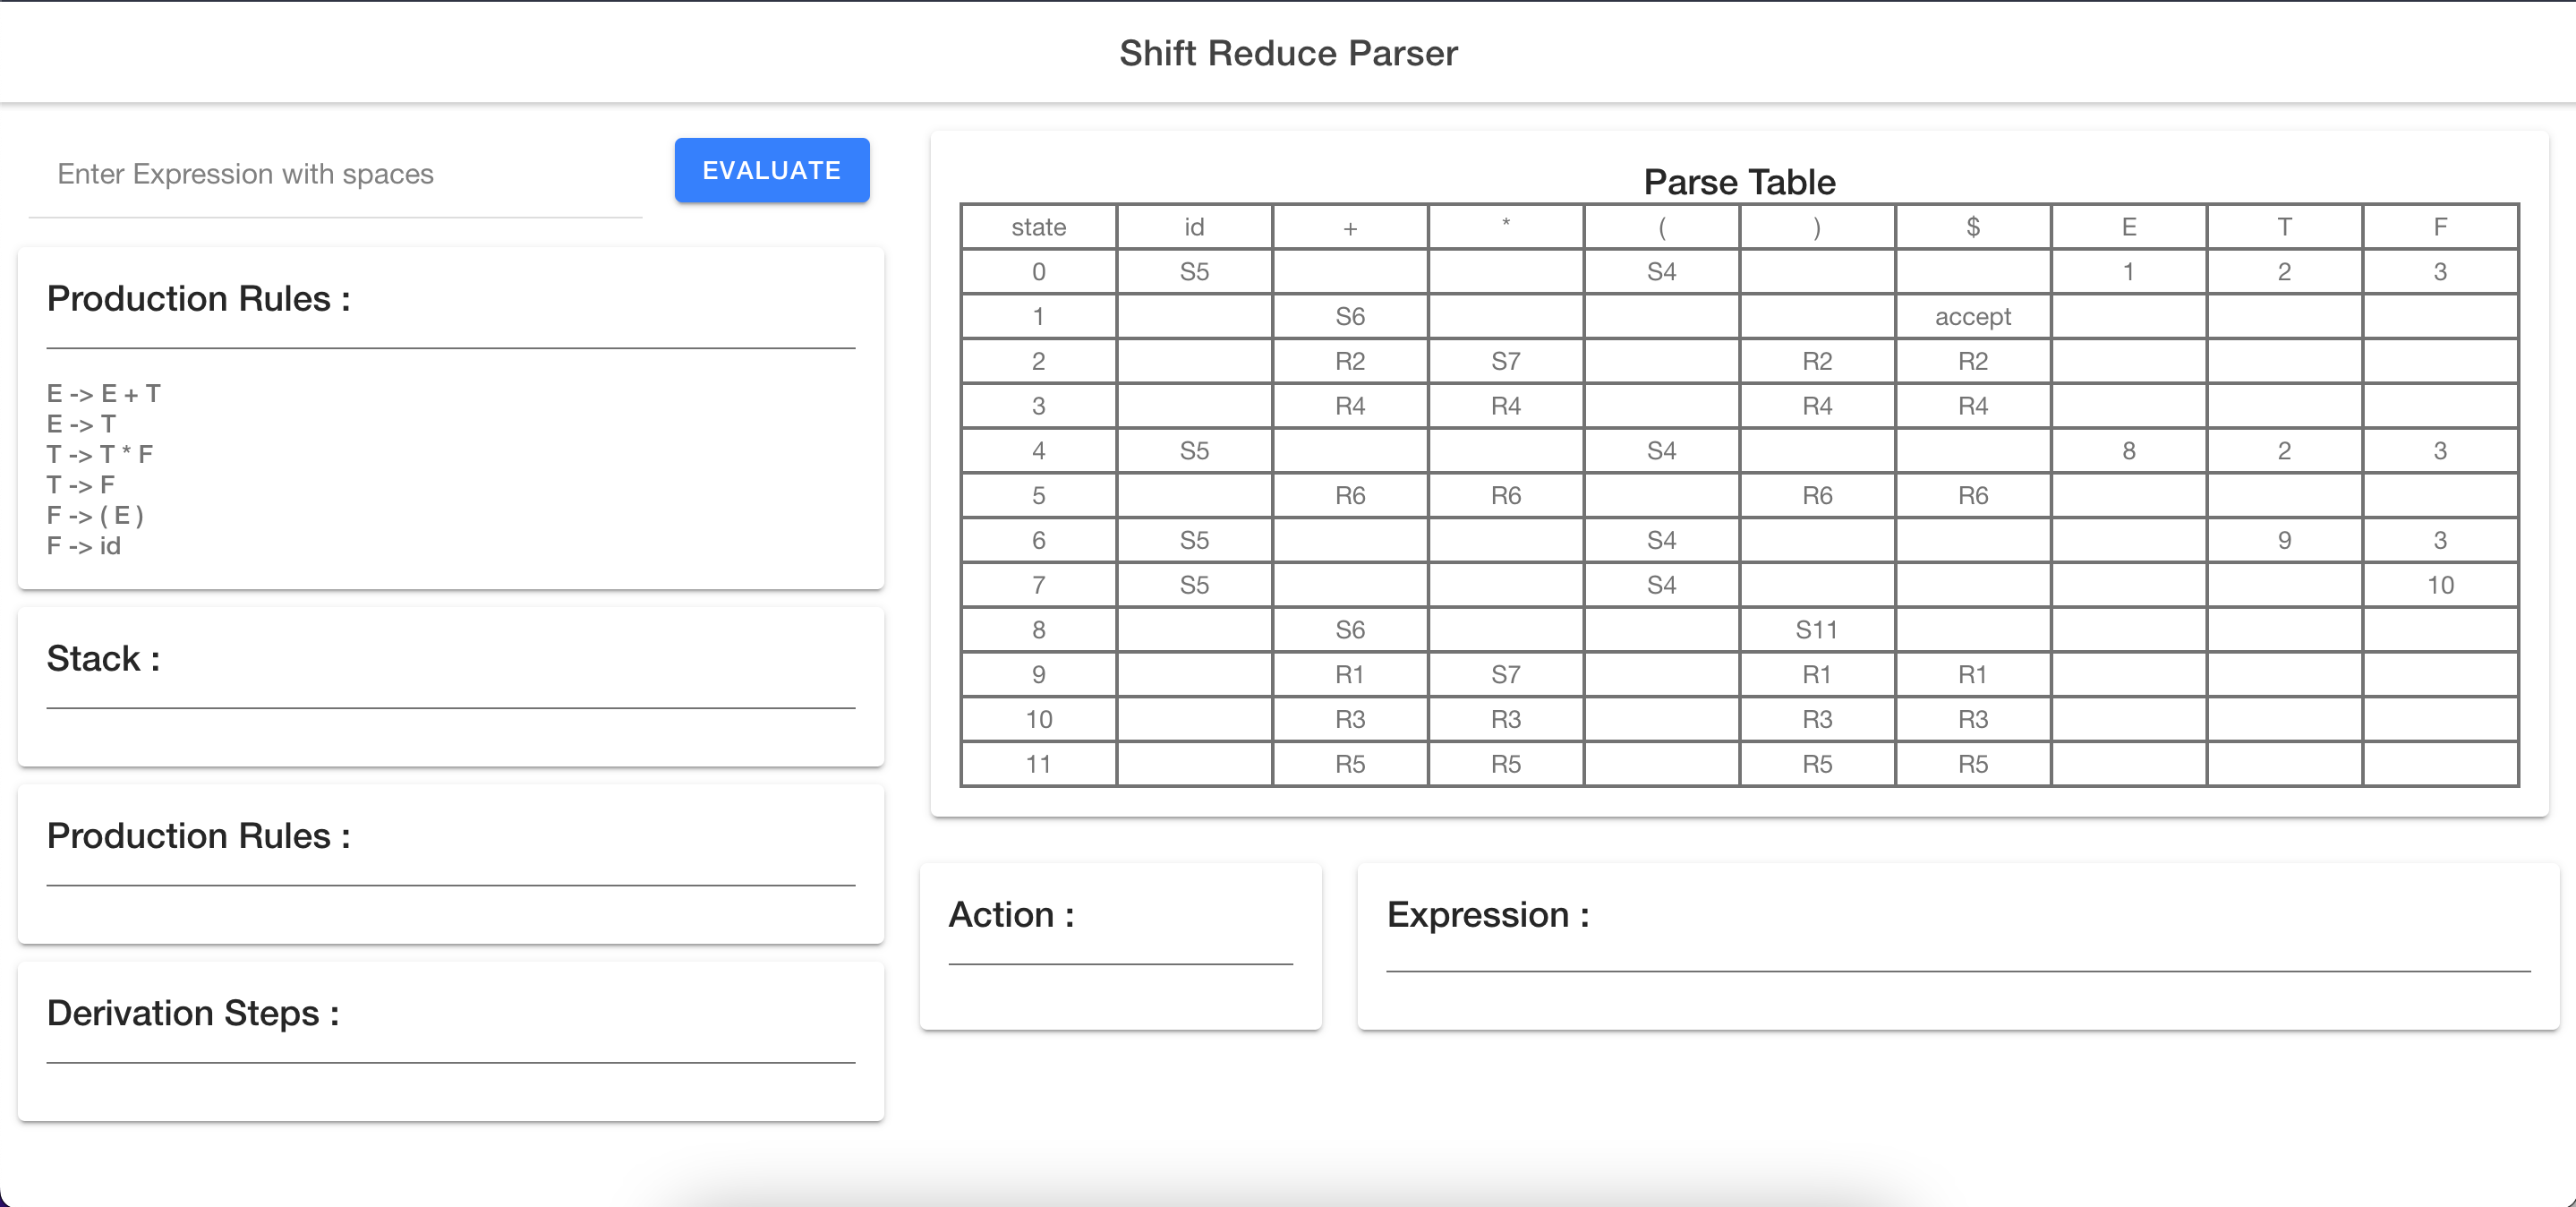 Shift Reduce Parser
Enter Expression with spaces
EVALUATE
Production Rules :
E -> E + T
E -> T
T -> T * F
T -> F
F -> ( E )
F -> id
Stack :
Production Rules :
Derivation Steps :
Parse Table
state id + * ( ) $ E T F
0 S5 S4 1 2 3
1 S6 accept
2 R2 S7 R2 R2
3 R4 R4 R4 R4
4 S5 S4 8 2 3
5 R6 R6 R6 R6
6 S5 S4 9 3
7 S5 S4 10
8 S6 S11
9 R1 S7 R1 R1
10 R3 R3 R3 R3
11 R5 R5 R5 R5
Action :
Expression :